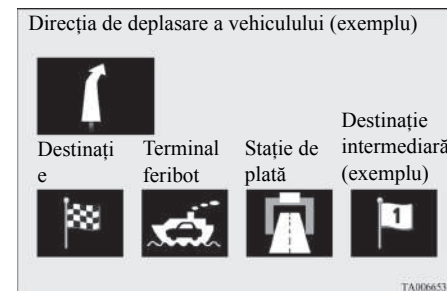 Direcția de deplasare a vehiculului (exemplu)
Destinați
e
Terminal
feribot
Stație de
plată
Destinație
intermediară
(exemplu)
1
TA006653